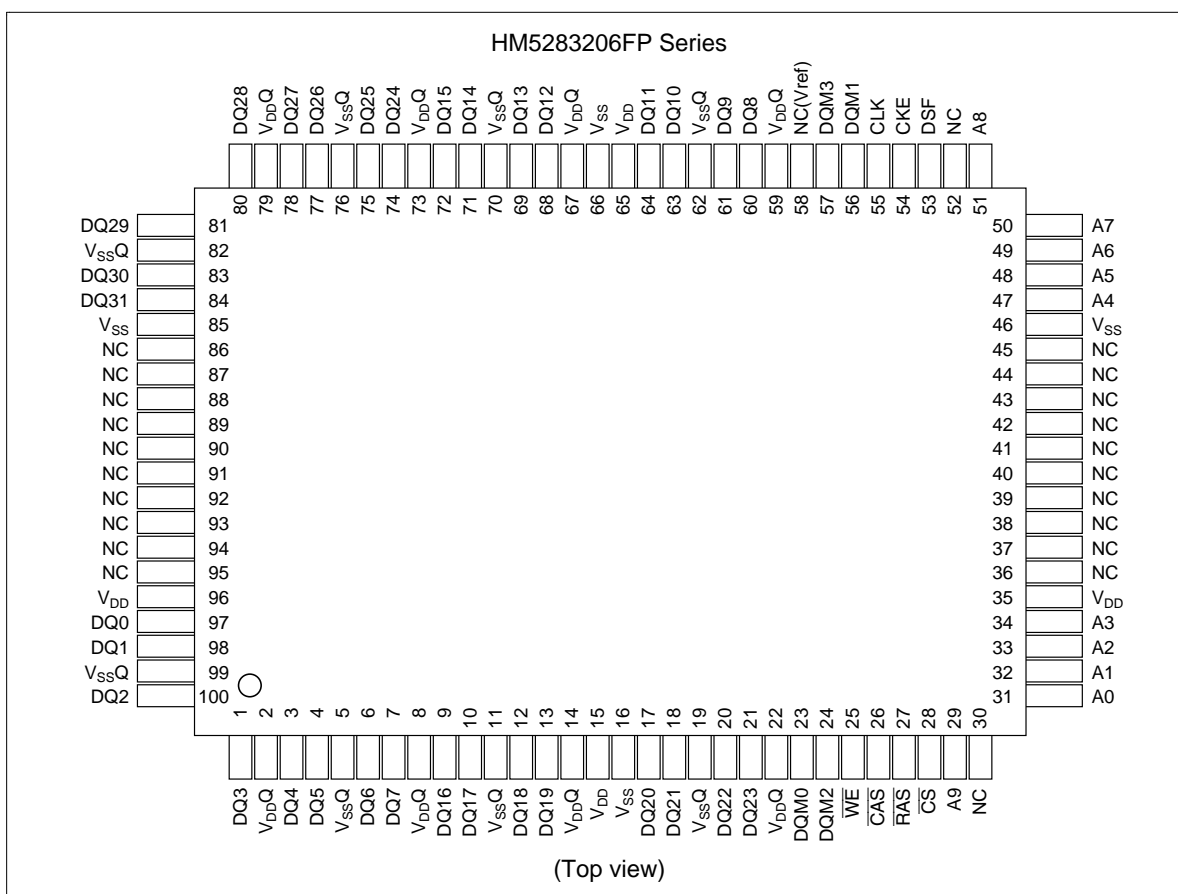 HM5283206FP Series
DQ28 VDDQ DQ27 DQ26 VSSQ DQ25 DQ24 VDDQ DQ15 DQ14 VSSQ DQ13 DQ12 VDDQ VSS VDD DQ11 DQ10 VSSQ DQ9 DQ8 VDDQ NC(Vref) DQM3 DQM1 CLK CKE DSF NC A8
80 79 78 77 76 75 74 73 72 71 70 69 68 67 66 65 64 63 62 61 60 59 58 57 56 55 54 53 52 51
DQ29 81 50 A7
VSSQ 82 49 A6
DQ30 83 48 A5
DQ31 84 47 A4
VSS 85 46 VSS
NC 86 45 NC
NC 87 44 NC
NC 88 43 NC
NC 89 42 NC
NC 90 41 NC
NC 91 40 NC
NC 92 39 NC
NC 93 38 NC
NC 94 37 NC
NC 95 36 NC
VDD 96 35 VDD
DQ0 97 34 A3
DQ1 98 33 A2
VSSQ 99 32 A1
DQ2 100 31 A0
1 2 3 4 5 6 7 8 9 10 11 12 13 14 15 16 17 18 19 20 21 22 23 24 25 26 27 28 29 30
DQ3 VDDQ DQ4 DQ5 VSSQ DQ6 DQ7 VDDQ DQ16 DQ17 VSSQ DQ18 DQ19 VDDQ VDD VSS DQ20 DQ21 VSSQ DQ22 DQ23 VDDQ DQM0 DQM2 W̅E̅ C̅A̅S̅ R̅A̅S̅ C̅S̅ A9 NC
(Top view)